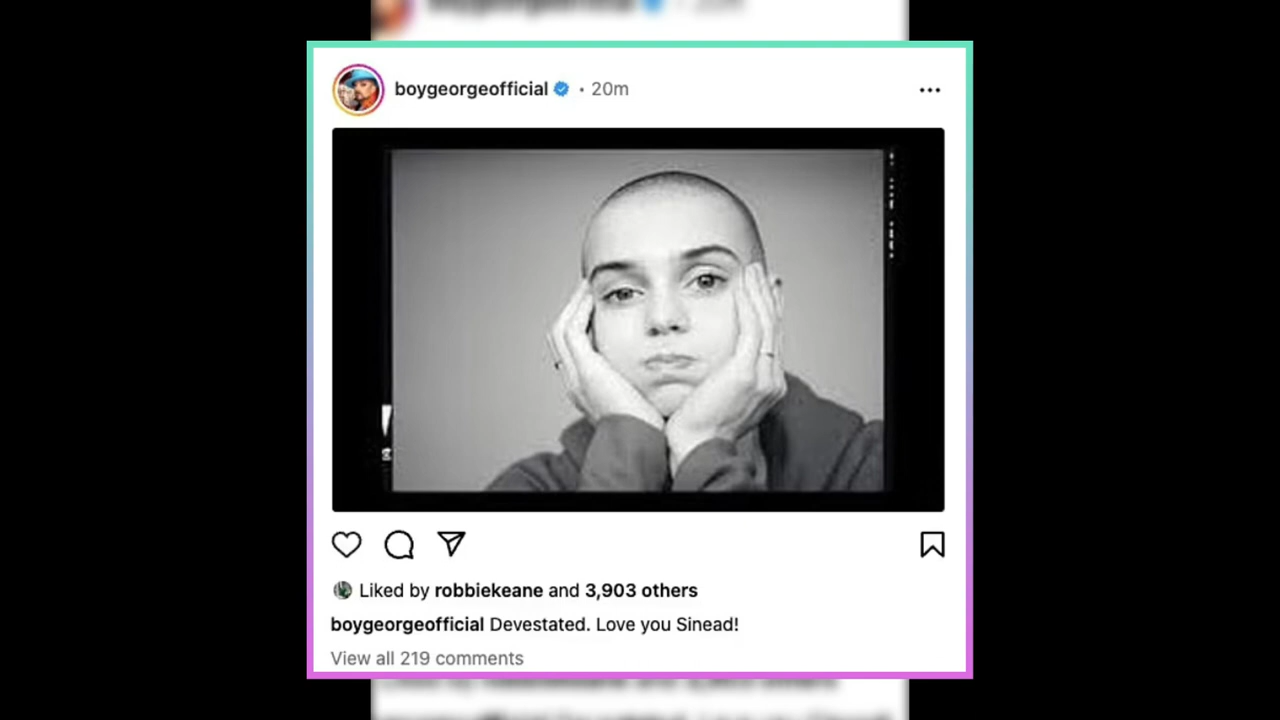 boygeorgeofficial • 20m
Liked by robbiekeane and 3,903 others
boygeorgeofficial Devestated. Love you Sinead!
View all 219 comments